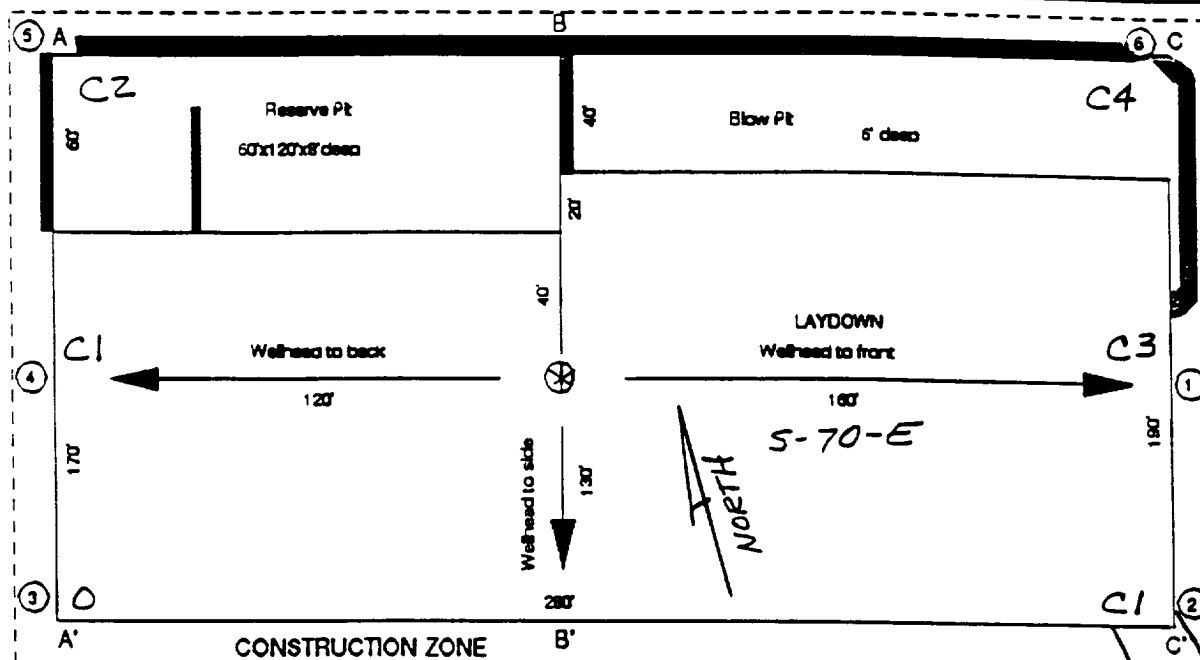 5 A B 6 C
C2 C4
Reserve Pit
60'x120'x8' deep
60'
40'
Blow Pit
6' deep
20'
40'
LAYDOWN
C1 Wellhead to back
Wellhead to front C3
4 120' 160' 1
S-70-E
170'
190'
Wellhead to side
130'
NORTH
3 O 280' C1 2
A' B' C'
CONSTRUCTION ZONE